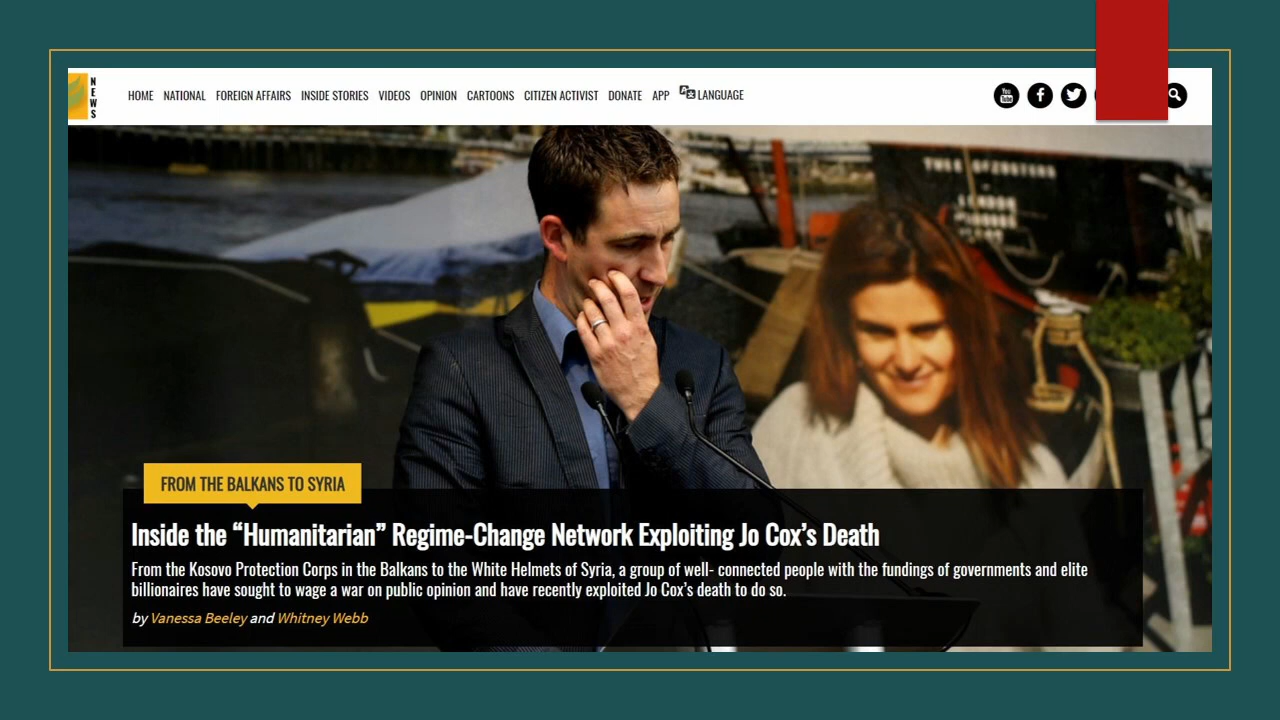 NEWS
HOME NATIONAL FOREIGN AFFAIRS INSIDE STORIES VIDEOS OPINION CARTOONS CITIZEN ACTIVIST DONATE APP LANGUAGE
You Tube
LONDON
FROM THE BALKANS TO SYRIA
Inside the “Humanitarian” Regime-Change Network Exploiting Jo Cox’s Death
From the Kosovo Protection Corps in the Balkans to the White Helmets of Syria, a group of well- connected people with the fundings of governments and elite
billionaires have sought to wage a war on public opinion and have recently exploited Jo Cox’s death to do so.
by Vanessa Beeley and Whitney Webb